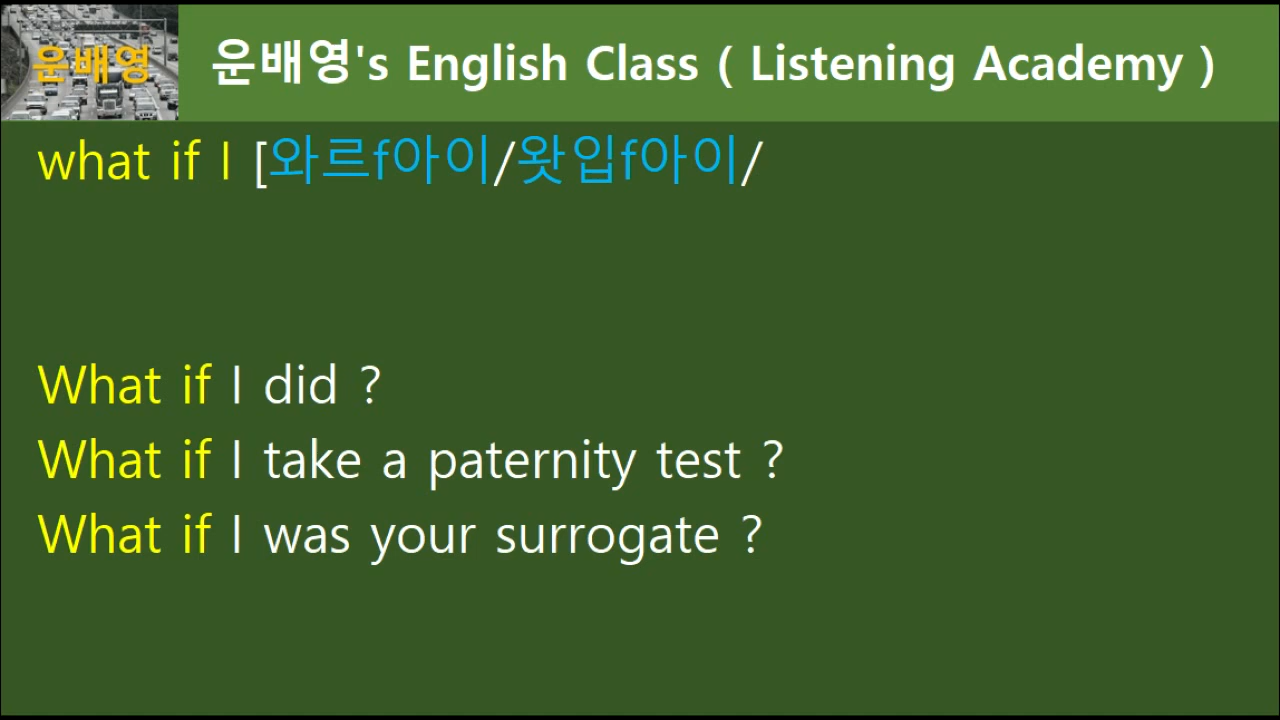 운배영
운배영's English Class ( Listening Academy )
what if I [와르f아이/왓입f아이/
What if I did ?
What if I take a paternity test ?
What if I was your surrogate ?